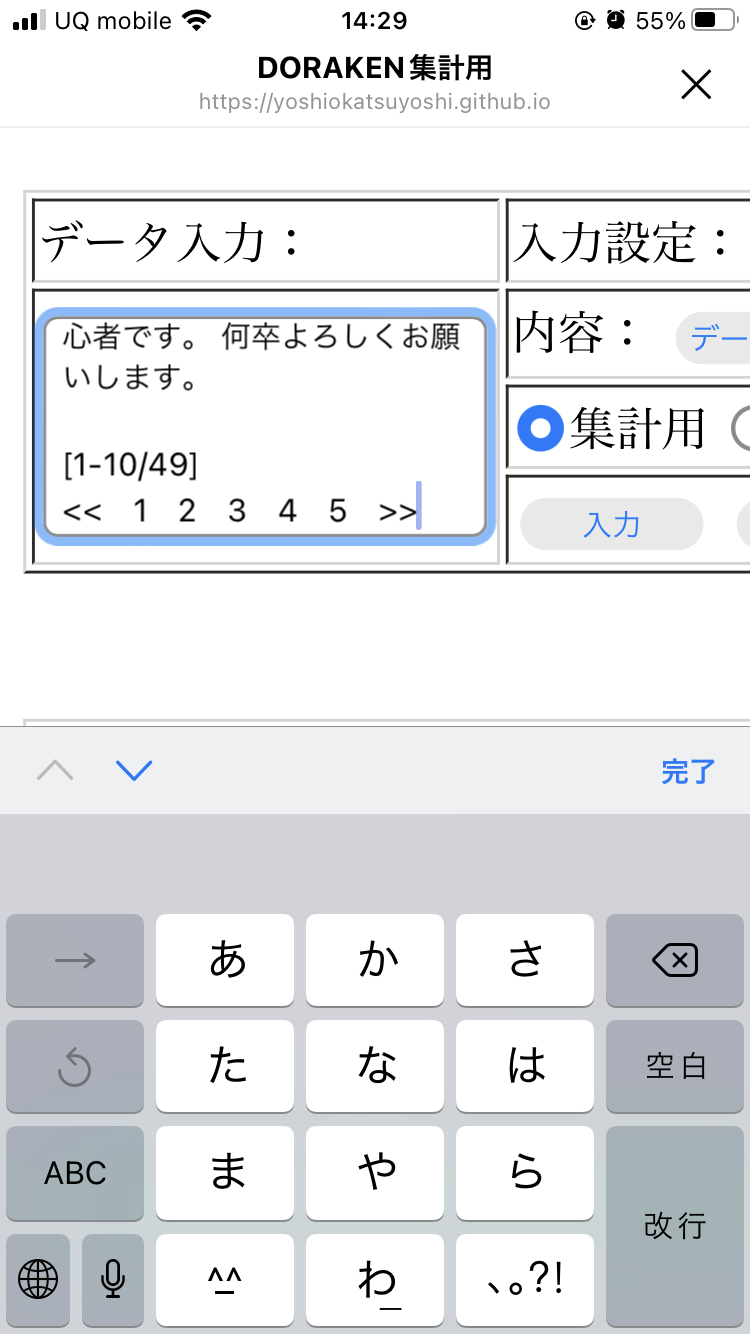 UQ mobile 14:29 55%
DORAKEN集計用
https://yoshiokatsuyoshi.github.io
データ入力：
入力設定：
心者です。 何卒よろしくお願
いします。
[1-10/49]
<< 1 2 3 4 5 >>
内容： デー
集計用
入力
完了
→ あ か さ
た な は 空白
ABC ま や ら 改行
^_^ わ_ 、。?!